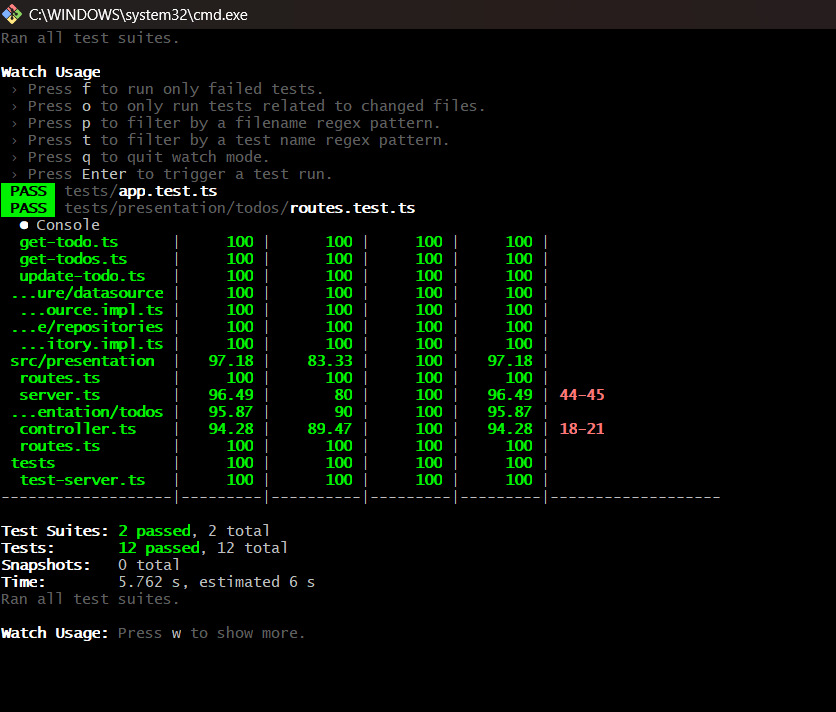 C:\WINDOWS\system32\cmd.exe
Ran all test suites.
Watch Usage
› Press f to run only failed tests.
› Press o to only run tests related to changed files.
› Press p to filter by a filename regex pattern.
› Press t to filter by a test name regex pattern.
› Press q to quit watch mode.
› Press Enter to trigger a test run.
PASS tests/app.test.ts
PASS tests/presentation/todos/routes.test.ts
● Console
get-todo.ts | 100 | 100 | 100 | 100 |
get-todos.ts | 100 | 100 | 100 | 100 |
update-todo.ts | 100 | 100 | 100 | 100 |
...ure/datasource | 100 | 100 | 100 | 100 |
...ource.impl.ts | 100 | 100 | 100 | 100 |
...e/repositories | 100 | 100 | 100 | 100 |
...itory.impl.ts | 100 | 100 | 100 | 100 |
src/presentation | 97.18 | 83.33 | 100 | 97.18 |
routes.ts | 100 | 100 | 100 | 100 |
server.ts | 96.49 | 80 | 100 | 96.49 | 44-45
...entation/todos | 95.87 | 90 | 100 | 95.87 |
controller.ts | 94.28 | 89.47 | 100 | 94.28 | 18-21
routes.ts | 100 | 100 | 100 | 100 |
tests | 100 | 100 | 100 | 100 |
test-server.ts | 100 | 100 | 100 | 100 |
-------------------|---------|----------|---------|---------|-------------------
Test Suites: 2 passed, 2 total
Tests: 12 passed, 12 total
Snapshots: 0 total
Time: 5.762 s, estimated 6 s
Ran all test suites.
Watch Usage: Press w to show more.